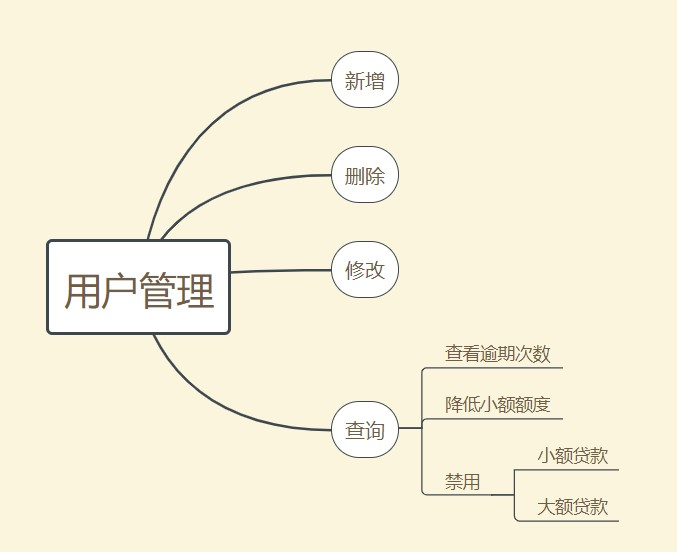 新增
删除
修改
用户管理
查询
查看逾期次数
降低小额额度
禁用
小额贷款
大额贷款